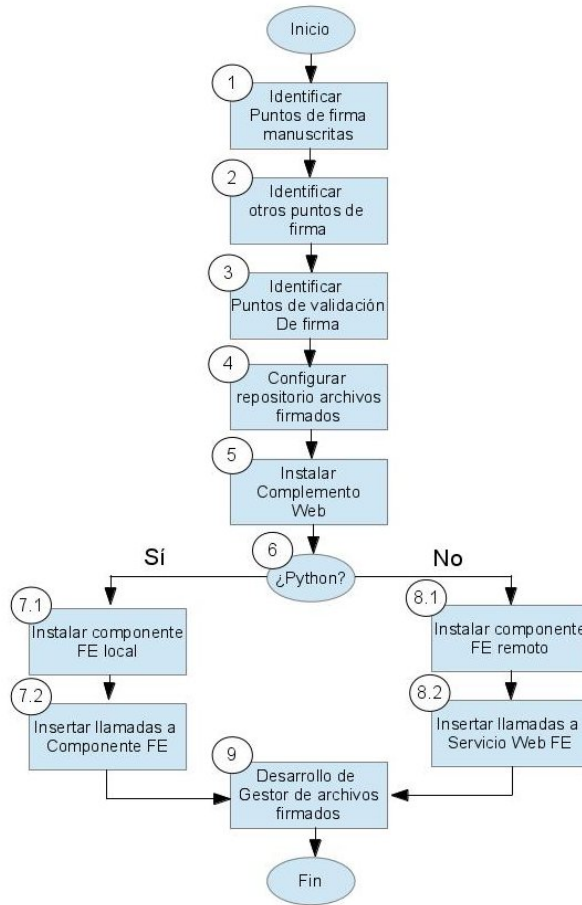 Inicio
1
Identificar
Puntos de firma
manuscritas
2
Identificar
otros puntos de
firma
3
Identificar
Puntos de validación
De firma
4
Configurar
repositorio archivos
firmados
5
Instalar
Complemento
Web
6
¿Python?
Sí
No
7.1
Instalar componente
FE local
7.2
Insertar llamadas a
Componente FE
8.1
Instalar componente
FE remoto
8.2
Insertar llamadas a
Servicio Web FE
9
Desarrollo de
Gestor de archivos
firmados
Fin